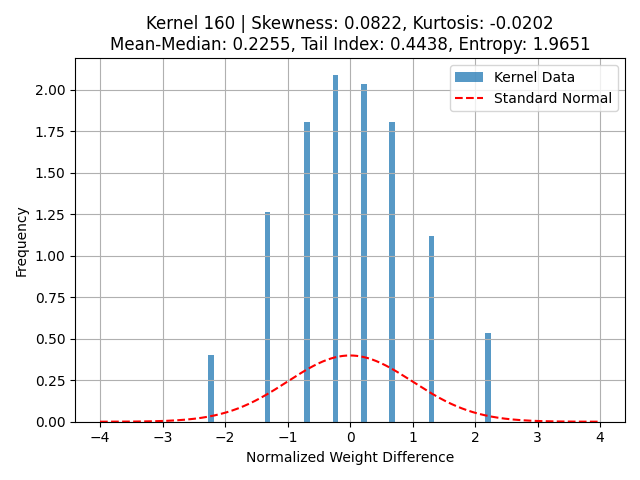 Kernel 160 | Skewness: 0.0822, Kurtosis: -0.0202
Mean-Median: 0.2255, Tail Index: 0.4438, Entropy: 1.9651
Kernel Data
Standard Normal
Frequency
2.00
1.75
1.50
1.25
1.00
0.75
0.50
0.25
0.00
−4 −3 −2 −1 0 1 2 3 4
Normalized Weight Difference